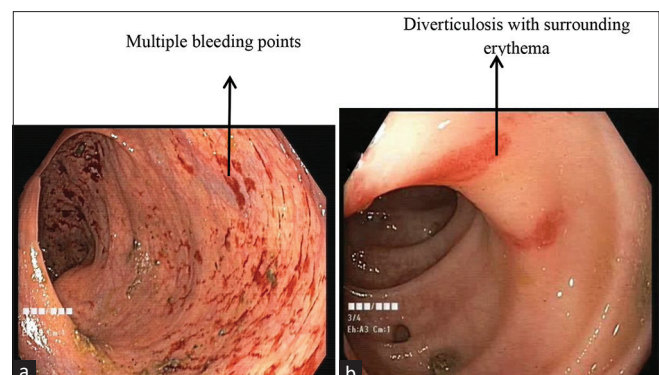 Multiple bleeding points
Diverticulosis with surrounding
erythema
3/4
Eh:A3 Cm:1
a
b